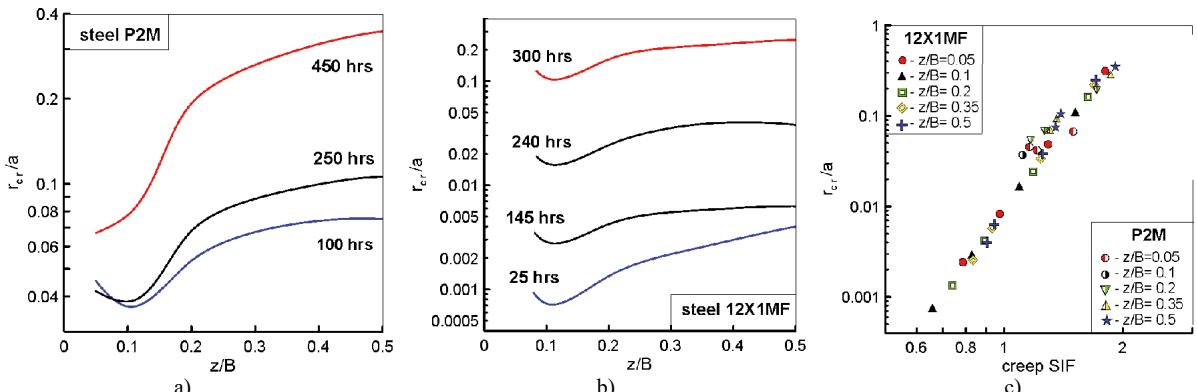 steel P2M
450 hrs
250 hrs
100 hrs
r_cr/a
0.4
0.2
0.1
0.08
0.06
0.04
0 0.1 0.2 0.3 0.4 0.5
z/B
a)
300 hrs
240 hrs
145 hrs
25 hrs
steel 12X1MF
r_cr/a
0.2
0.1
0.05
0.02
0.01
0.005
0.002
0.001
0.0005
0 0.1 0.2 0.3 0.4 0.5
z/B
b)
12X1MF
- z/B=0.05
- z/B= 0.1
- z/B= 0.2
- z/B= 0.35
- z/B= 0.5
P2M
- z/B=0.05
- z/B= 0.1
- z/B= 0.2
- z/B= 0.35
- z/B= 0.5
r_cr/a
1
0.1
0.01
0.001
0.6 0.8 1 2
creep SIF
c)